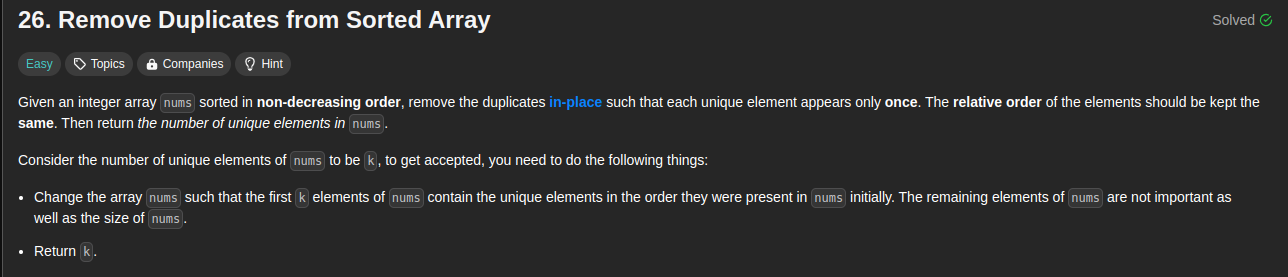 26. Remove Duplicates from Sorted Array
Solved
Easy Topics Companies Hint
Given an integer array nums sorted in non-decreasing order, remove the duplicates in-place such that each unique element appears only once. The relative order of the elements should be kept the
same. Then return the number of unique elements in nums.
Consider the number of unique elements of nums to be k, to get accepted, you need to do the following things:
• Change the array nums such that the first k elements of nums contain the unique elements in the order they were present in nums initially. The remaining elements of nums are not important as
well as the size of nums.
• Return k.